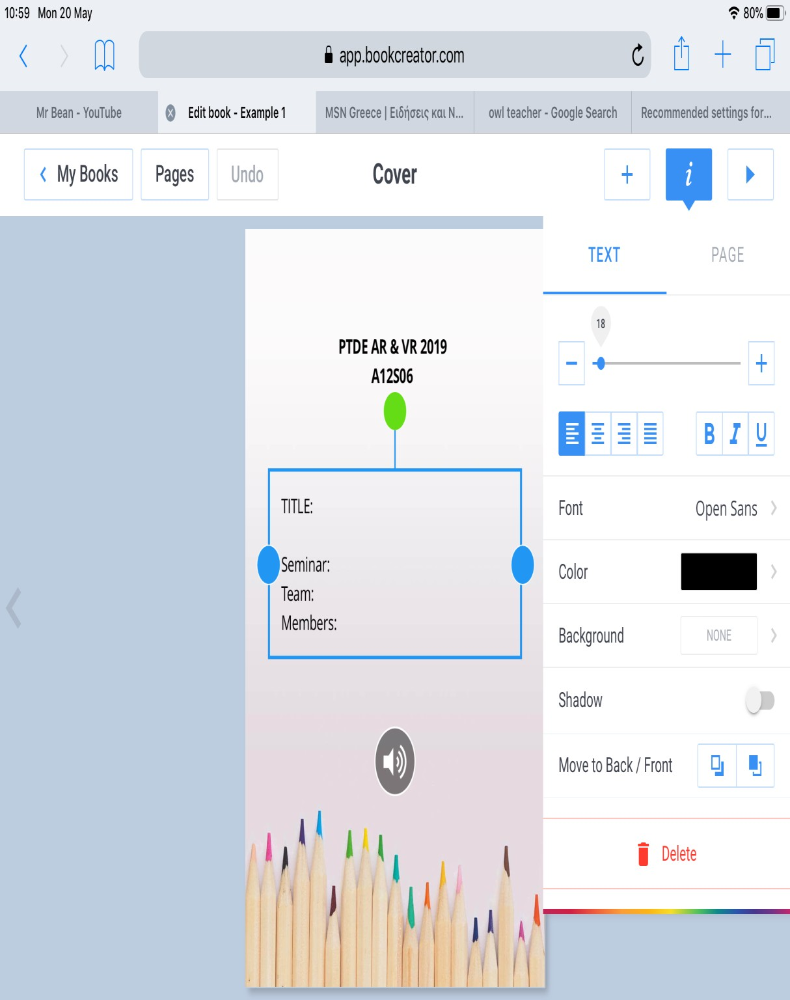 10:59 Mon 20 May
80%
app.bookcreator.com
Mr Bean - YouTube
Edit book - Example 1
MSN Greece | Ειδήσεις και Ν...
owl teacher - Google Search
Recommended settings for...
My Books
Pages
Undo
Cover
+
i
TEXT
PAGE
PTDE AR & VR 2019
A12S06
TITLE:
Seminar:
Team:
Members:
18
B I U
Font
Open Sans
Color
Background
NONE
Shadow
Move to Back / Front
Delete